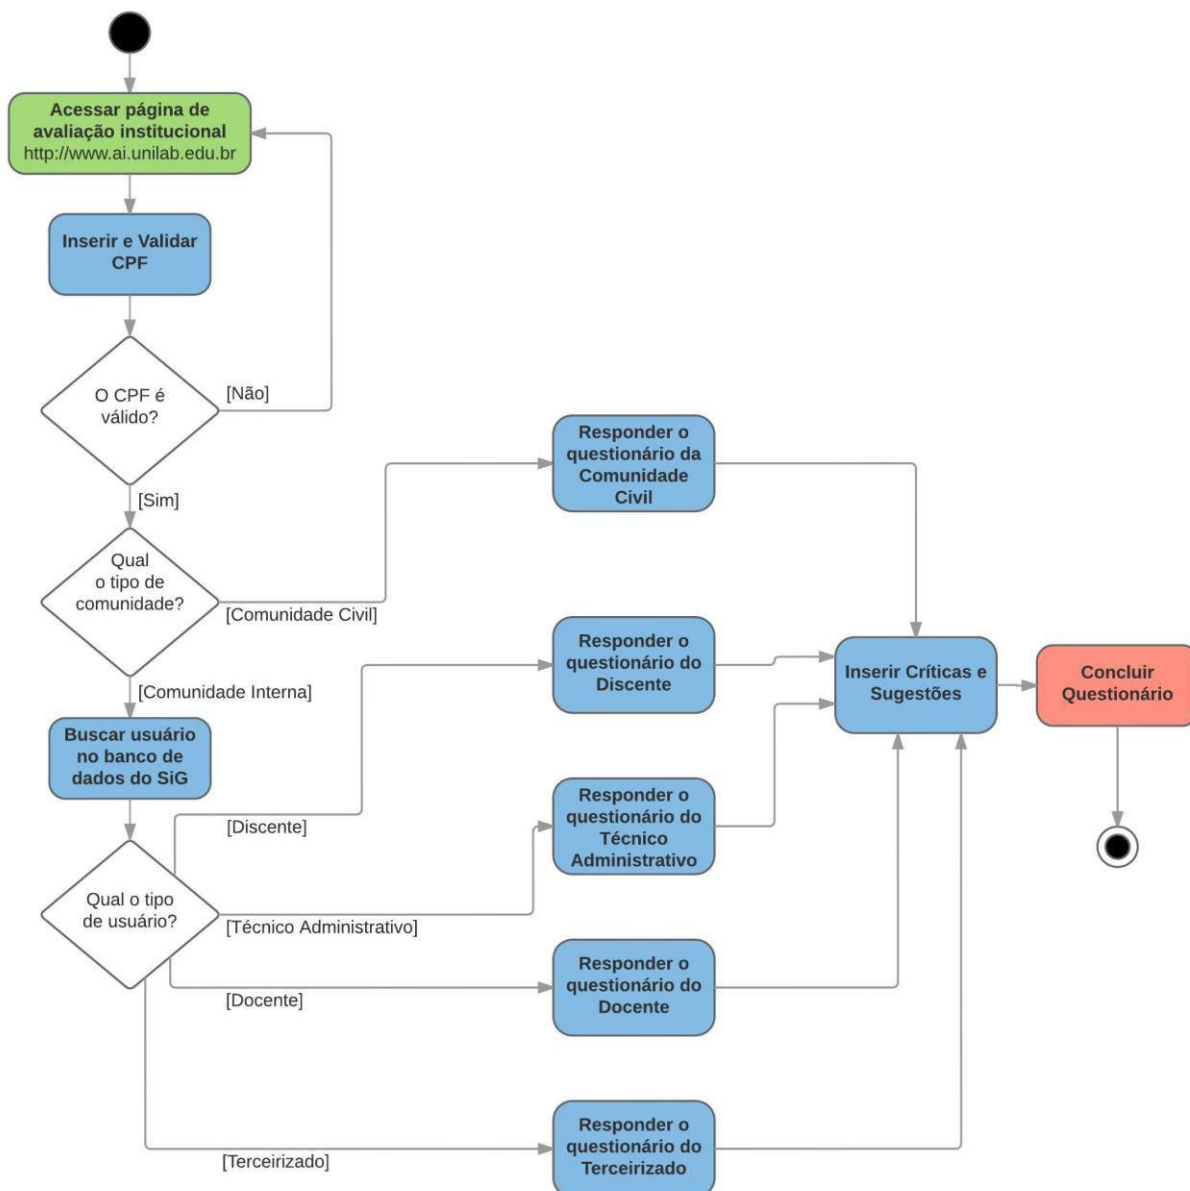 Acessar página de
avaliação institucional
http://www.ai.unilab.edu.br
Inserir e Validar
CPF
O CPF é
válido?
[Não]
[Sim]
Qual
o tipo de
comunidade?
[Comunidade Civil]
[Comunidade Interna]
Buscar usuário
no banco de
dados do SiG
Qual o tipo
de usuário?
[Discente]
[Técnico Administrativo]
[Docente]
[Terceirizado]
Responder o
questionário da
Comunidade
Civil
Responder o
questionário do
Discente
Responder o
questionário do
Técnico
Administrativo
Responder o
questionário do
Docente
Responder o
questionário do
Terceirizado
Inserir Críticas e
Sugestões
Concluir
Questionário